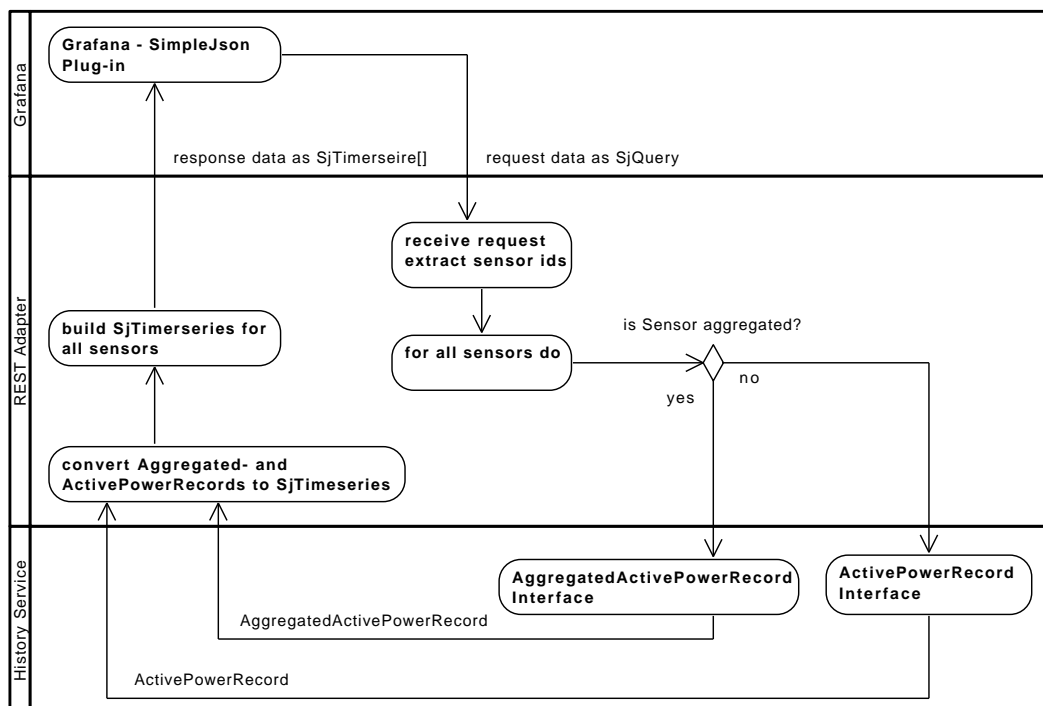 Grafana
Grafana - SimpleJson
Plug-in
response data as SjTimerseire[]
request data as SjQuery
REST Adapter
receive request
extract sensor ids
build SjTimerseries for
all sensors
for all sensors do
is Sensor aggregated?
no
yes
convert Aggregated- and
ActivePowerRecords to SjTimeseries
History Service
AggregatedActivePowerRecord
Interface
ActivePowerRecord
Interface
AggregatedActivePowerRecord
ActivePowerRecord